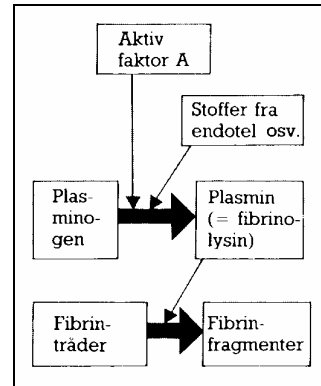 Aktiv
faktor A
Stoffer fra
endotel osv.
Plas-
minogen
Plasmin
(= fibrino-
lysin)
Fibrin-
tråder
Fibrin-
fragmenter